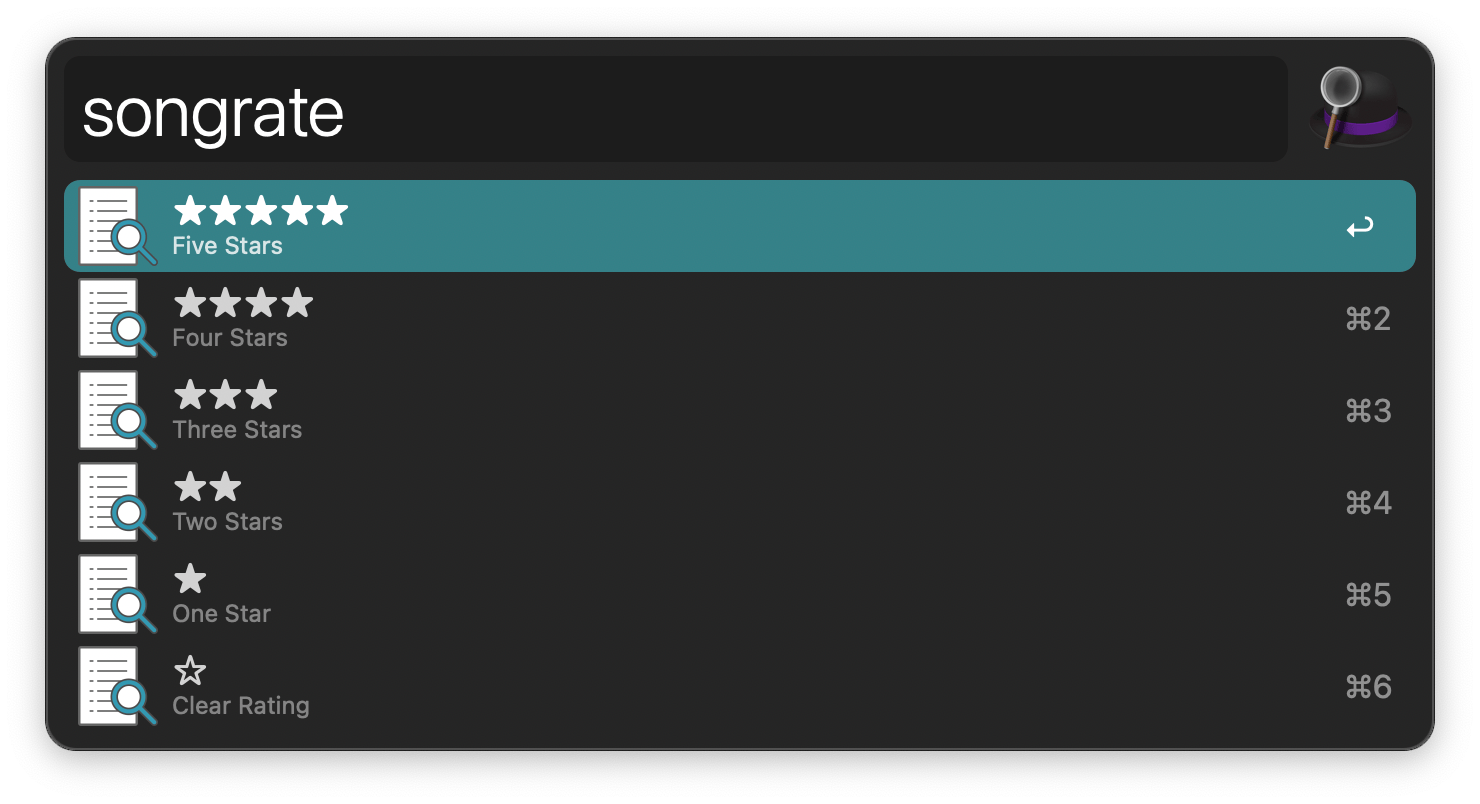 songrate
★★★★★
Five Stars
★★★★
Four Stars
⌘2
★★★
Three Stars
⌘3
★★
Two Stars
⌘4
★
One Star
⌘5
☆
Clear Rating
⌘6